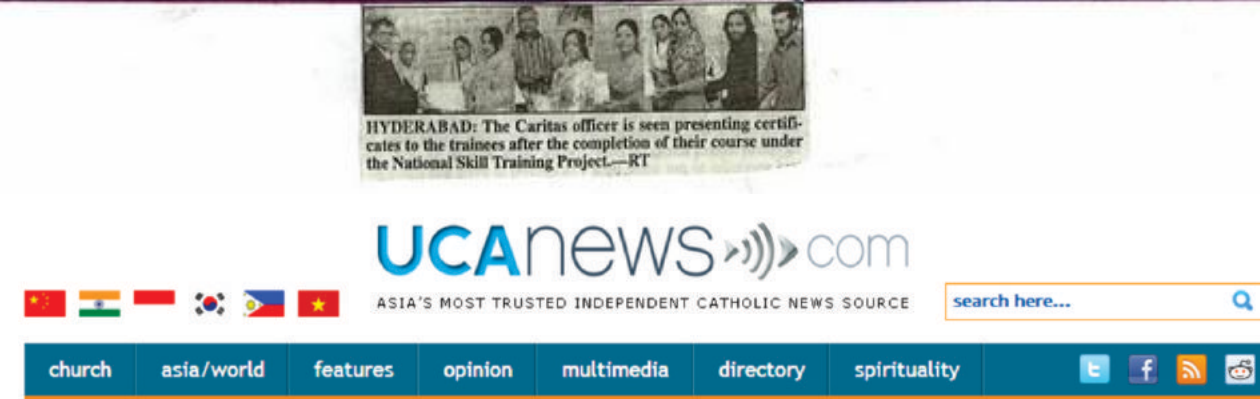 HYDERABAD: The Caritas officer is seen presenting certifi-
cates to the trainees after the completion of their course under
the National Skill Training Project.—RT
UCAnews com
ASIA'S MOST TRUSTED INDEPENDENT CATHOLIC NEWS SOURCE
search here...
church asia/world features opinion multimedia directory spirituality